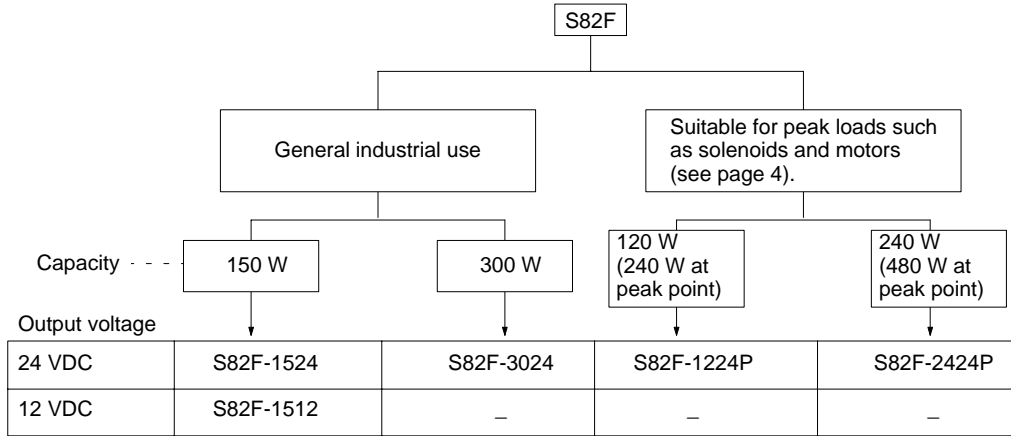 S82F
General industrial use
Suitable for peak loads such
as solenoids and motors
(see page 4).
Capacity
150 W
300 W
120 W
(240 W at
peak point)
240 W
(480 W at
peak point)
Output voltage
24 VDC S82F-1524 S82F-3024 S82F-1224P S82F-2424P
12 VDC S82F-1512 – – –